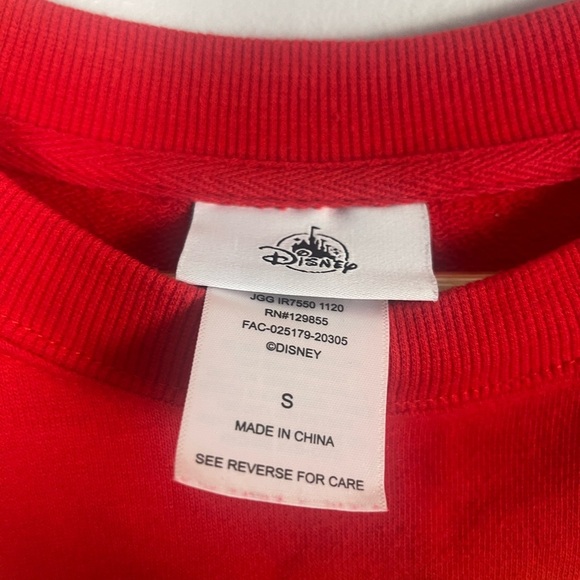 Disney
JGG IR7550 1120
RN#129855
FAC-025179-20305
©DISNEY
S
MADE IN CHINA
SEE REVERSE FOR CARE